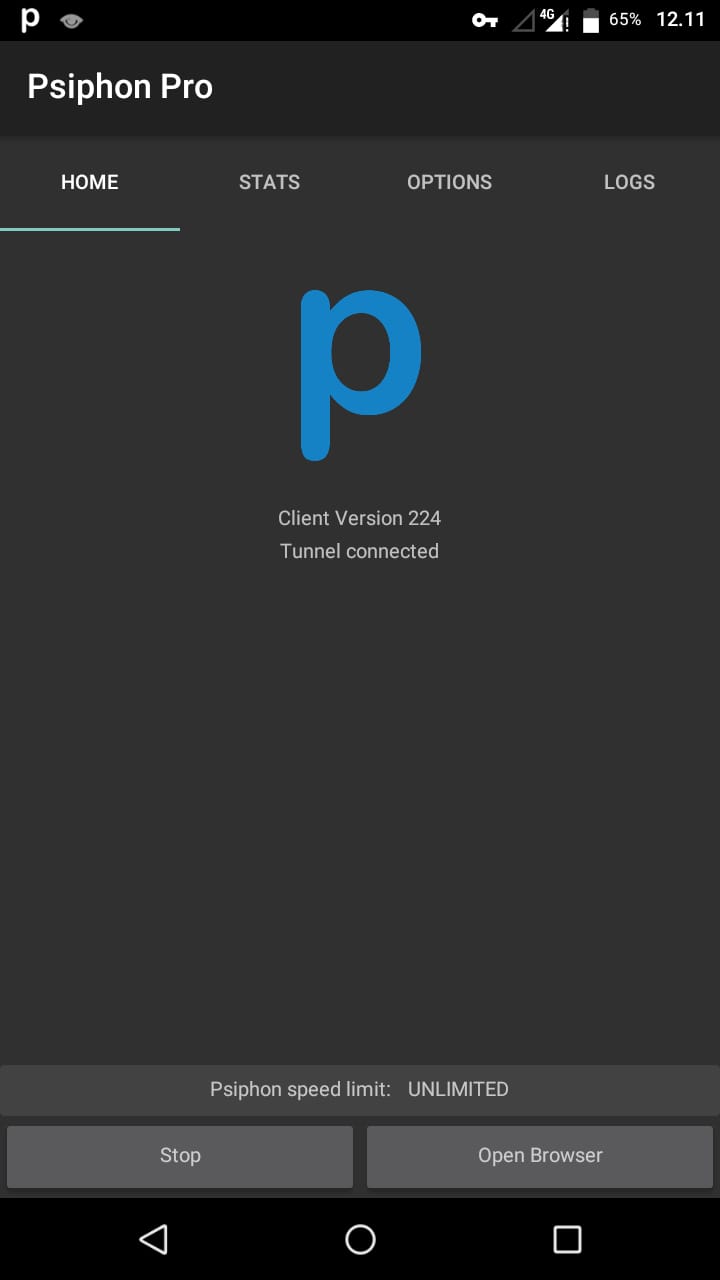 p 4G 65% 12.11
Psiphon Pro
HOME STATS OPTIONS LOGS
p
Client Version 224
Tunnel connected
Psiphon speed limit: UNLIMITED
Stop Open Browser